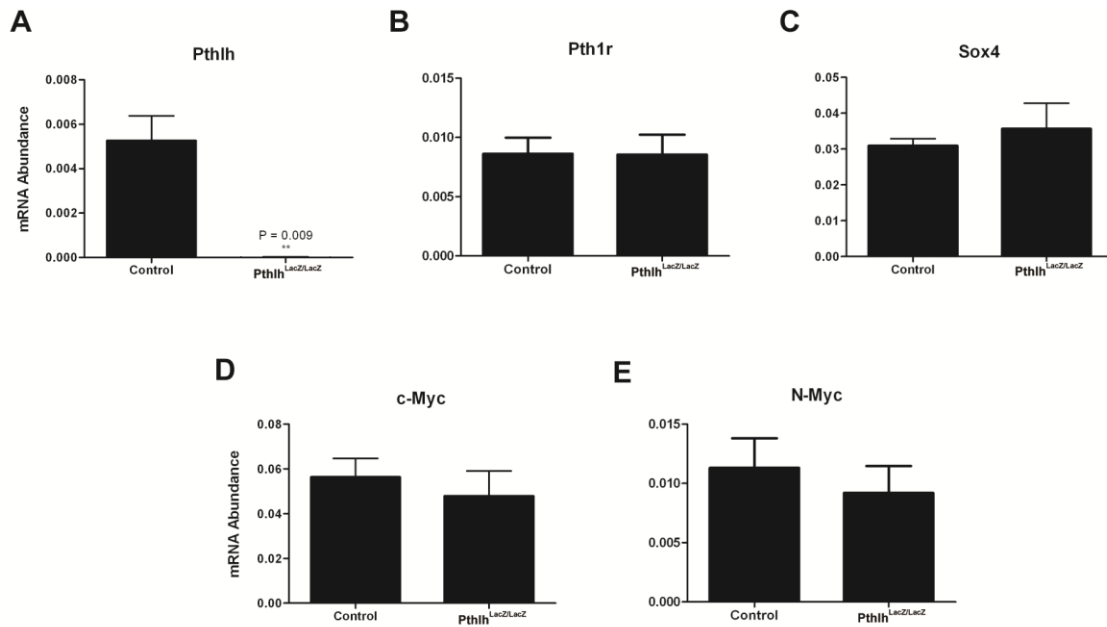 A
Pthlh
mRNA Abundance
0.008
0.006
0.004
0.002
0.000
P = 0.009
**
Control
Pthlh^LacZ/LacZ
B
Pth1r
0.015
0.010
0.005
0.000
Control
Pthlh^LacZ/LacZ
C
Sox4
0.05
0.04
0.03
0.02
0.01
0.00
Control
Pthlh^LacZ/LacZ
D
c-Myc
mRNA Abundance
0.08
0.06
0.04
0.02
0.00
Control
Pthlh^LacZ/LacZ
E
N-Myc
0.015
0.010
0.005
0.000
Control
Pthlh^LacZ/LacZ